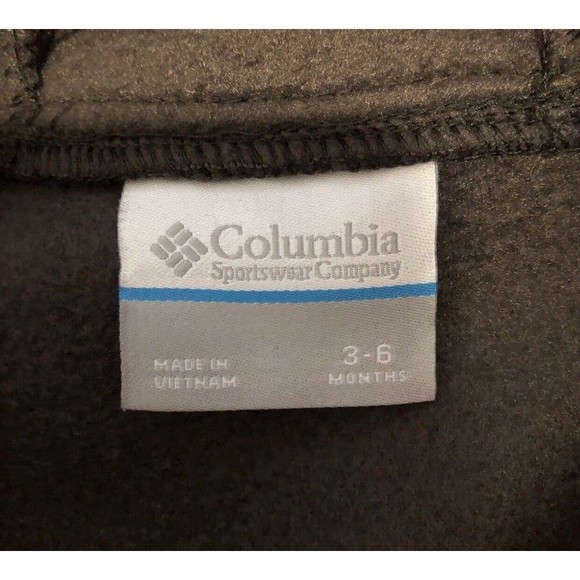 Columbia
Sportswear Company
MADE IN
VIETNAM
3-6
MONTHS